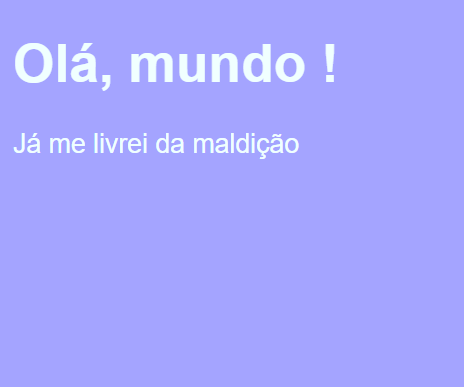 Olá, mundo !
Já me livrei da maldição